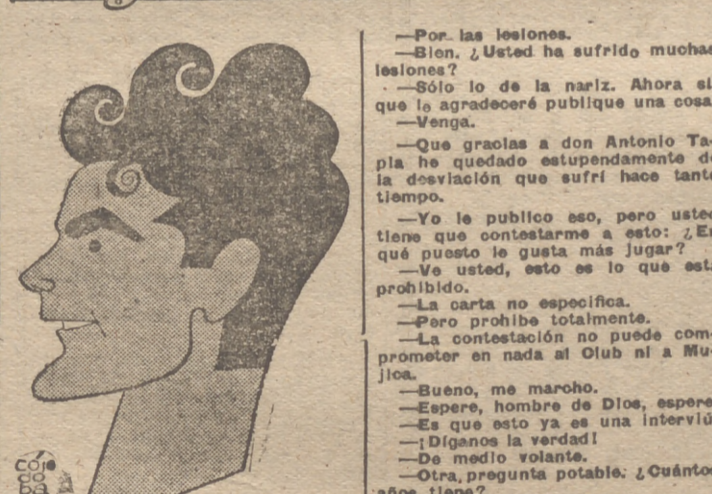 —Por las lesiones.
—Bien. ¿Usted ha sufrido muchas
lesiones?
—Sólo lo de la nariz. Ahora sí
que le agradeceré publique una cosa
—Venga.
—Que gracias a don Antonio Ta-
pia he quedado estupendamente de
la desviación que sufrí hace tanto
tiempo.
—Yo le publico eso, pero usted
tiene que contestarme a esto: ¿En
qué puesto le gusta más jugar?
—Ve usted, esto es lo que está
prohibido.
—La carta no especifica.
—Pero prohibe totalmente.
—La contestación no puede com-
prometer en nada al Club ni a Mu-
jica.
—Bueno, me marcho.
—Espere, hombre de Dios, espere
—Es que esto ya es una interviú
—¡Díganos la verdad!
—De medio volante.
—Otra pregunta potable: ¿Cuántos
años tiene?